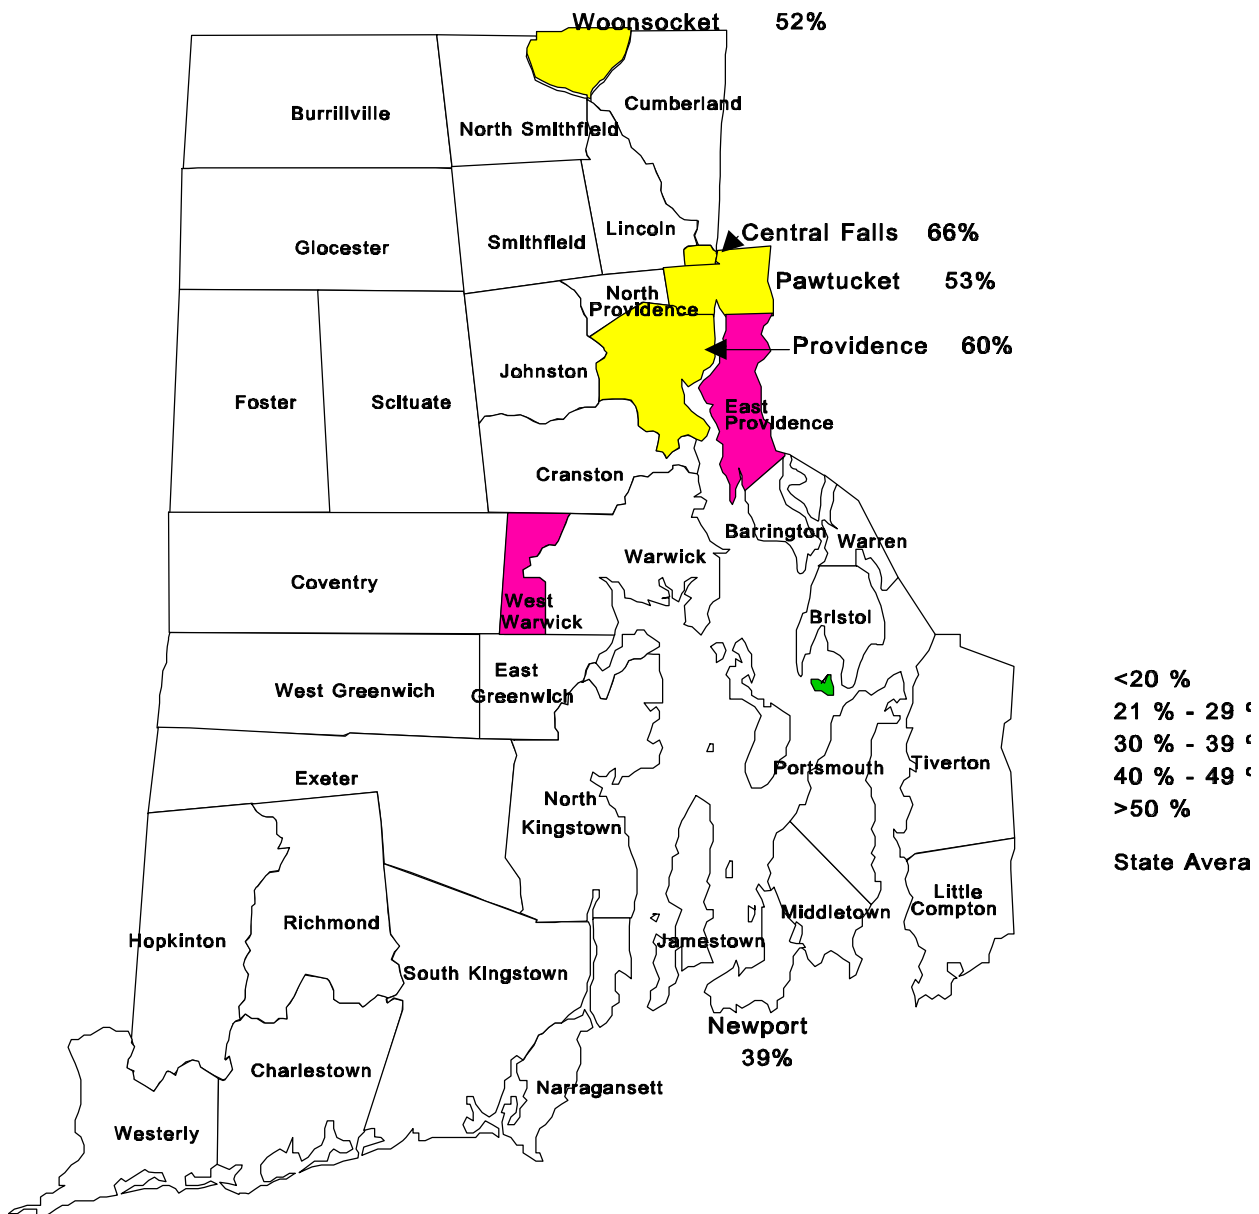 Woonsocket 52%
Burrillville
Cumberland
North Smithfield
Glocester
Smithfield
Lincoln
Central Falls 66%
Pawtucket 53%
North
Providence
Providence 60%
Johnston
Foster
Scituate
East
Providence
Cranston
Barrington
Warren
Warwick
Coventry
West
Warwick
Bristol
East
Greenwich
West Greenwich
<20 %
21 % - 29 %
30 % - 39 %
40 % - 49 %
>50 %
State Avera
Portsmouth
Tiverton
Exeter
North
Kingstown
Little
Compton
Middletown
Richmond
Hopkinton
Jamestown
South Kingstown
Newport
39%
Charlestown
Narragansett
Westerly